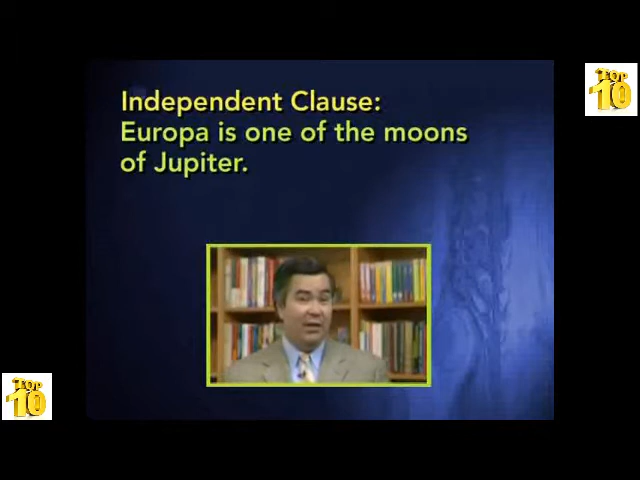 Independent Clause:
Europa is one of the moons
of Jupiter.
TOP
10
TOP
10